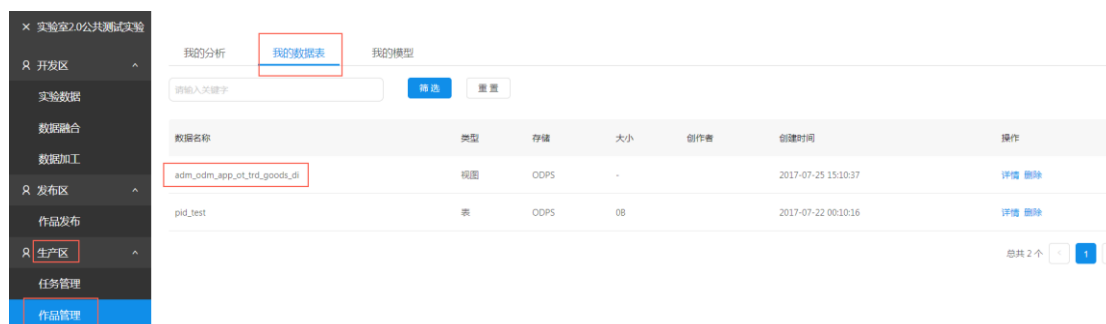 × 实验室2.0公共测试实验
开发区
实验数据
数据融合
数据加工
发布区
作品发布
生产区
任务管理
作品管理
我的分析 我的数据表 我的模型
请输入关键字 筛选 重置
数据名称 类型 存储 大小 创作者 创建时间 操作
adm_odm_app_ot_trd_goods_di 视图 ODPS - 2017-07-25 15:10:37 详情 删除
pid_test 表 ODPS 0B 2017-07-22 00:10:16 详情 删除
总共 2 个 < 1